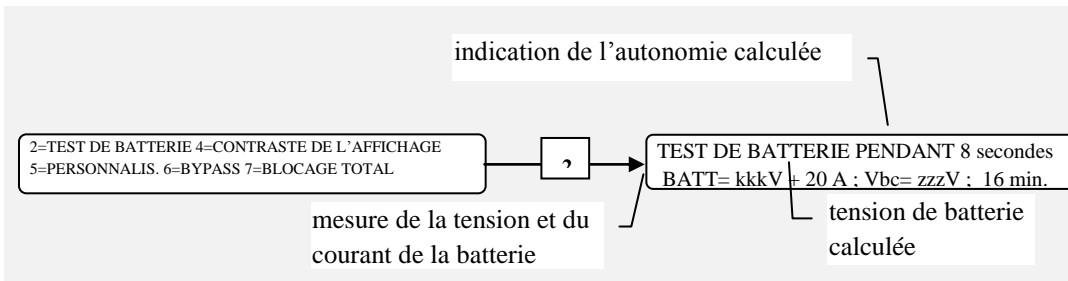 indication de l’autonomie calculée
2=TEST DE BATTERIE 4=CONTRASTE DE L’AFFICHAGE
5=PERSONNALIS. 6=BYPASS 7=BLOCAGE TOTAL
TEST DE BATTERIE PENDANT 8 secondes
BATT= kkkV + 20 A ; Vbc= zzzV ; 16 min.
mesure de la tension et du
courant de la batterie
tension de batterie
calculée